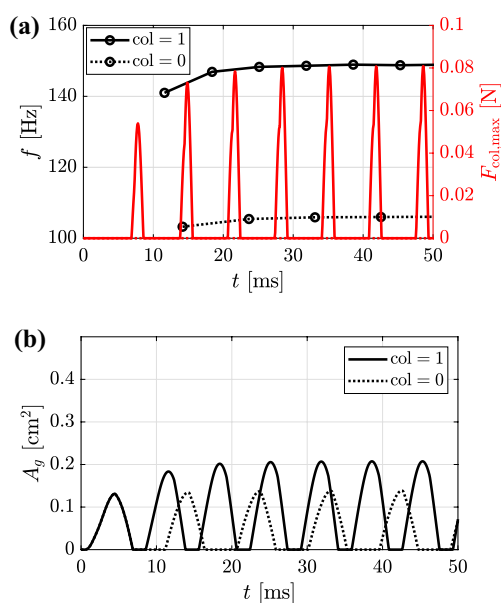 (a)
160
140
120
100
f [Hz]
col = 1
col = 0
0.1
0.08
0.06
0.04
0.02
0
F_col,max [N]
0 10 20 30 40 50
t [ms]
(b)
0.4
0.3
0.2
0.1
0
A_g [cm²]
col = 1
col = 0
0 10 20 30 40 50
t [ms]